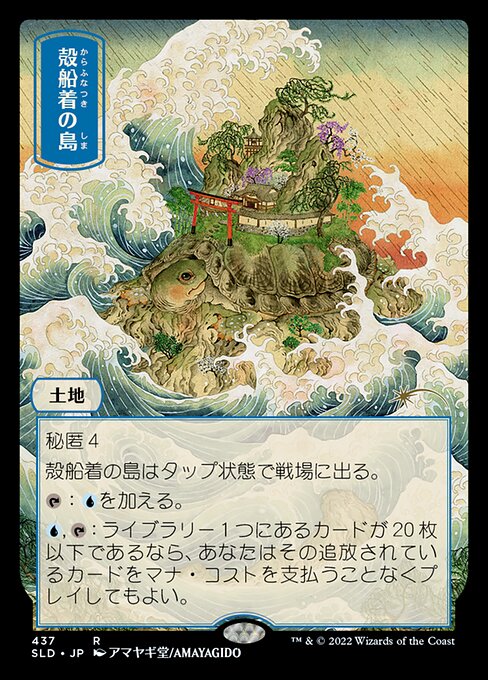 殻船着の島
からふなつき しま
土地
秘匿4
殻船着の島はタップ状態で戦場に出る。
：を加える。
,：ライブラリー1つにあるカードが20枚
以下であるなら、あなたはその追放されてい
るカードをマナ・コストを支払うことなくプ
レイしてもよい。
437 R
SLD・JP アマヤギ堂/AMAYAGIDO
™ & © 2022 Wizards of the Coast